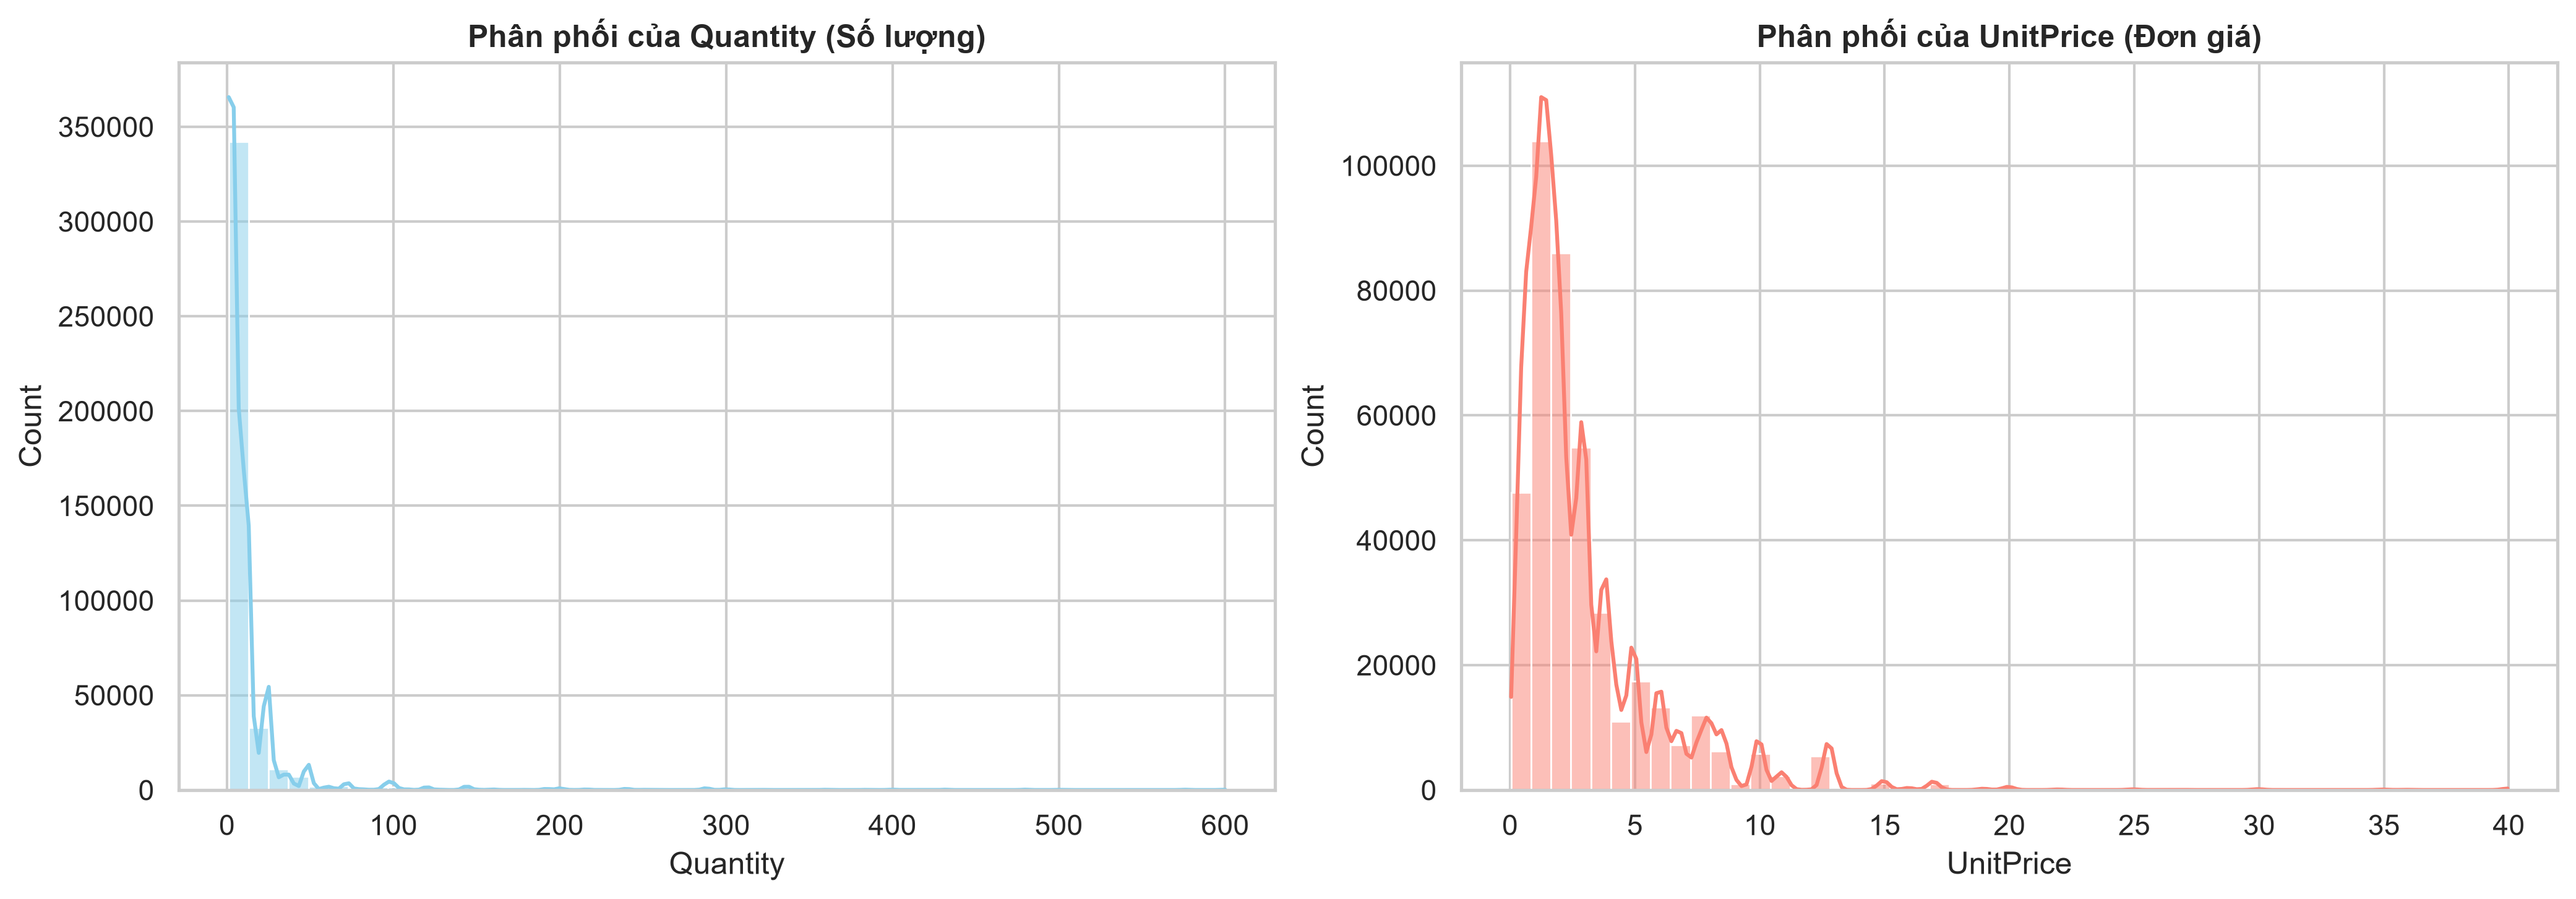 Phân phối của Quantity (Số lượng)
350000
300000
250000
200000
150000
100000
50000
0
Count
0 100 200 300 400 500 600
Quantity
Phân phối của UnitPrice (Đơn giá)
100000
80000
60000
40000
20000
0
Count
0 5 10 15 20 25 30 35 40
UnitPrice